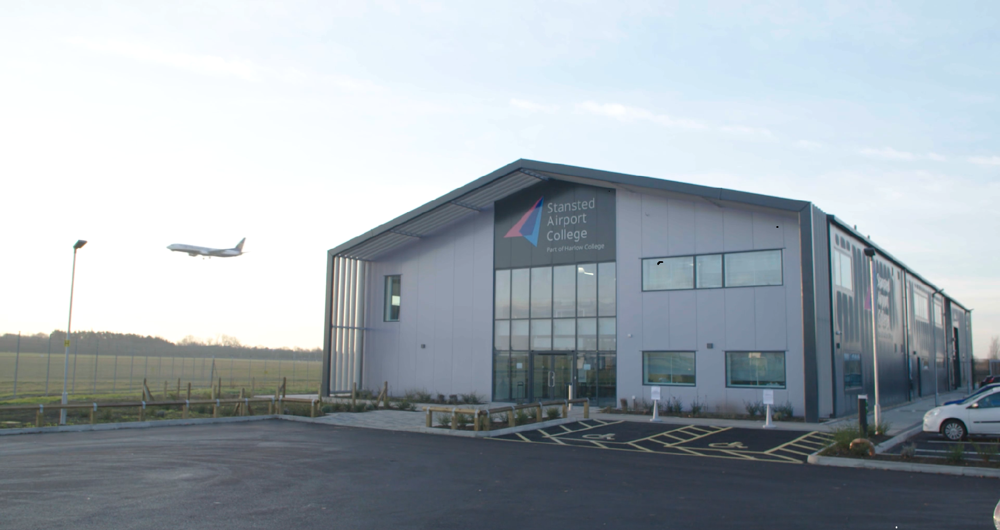 Stansted
Airport
College
Part of Harlow College